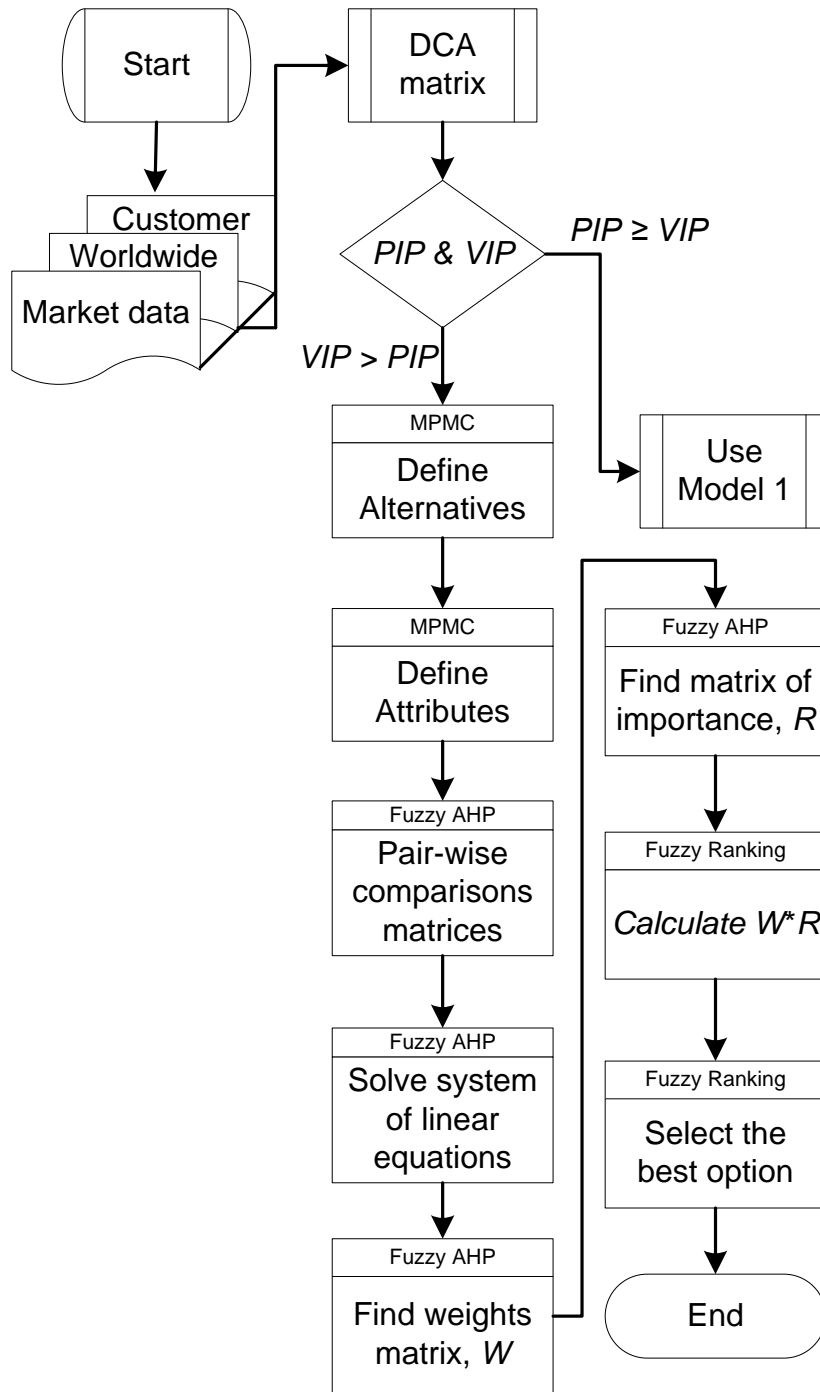 Start
DCA
matrix
Customer
Worldwide
Market data
PIP & VIP
PIP ≥ VIP
VIP > PIP
MPMC
Define
Alternatives
Use
Model 1
MPMC
Define
Attributes
Fuzzy AHP
Pair-wise
comparisons
matrices
Fuzzy AHP
Solve system
of linear
equations
Fuzzy AHP
Find weights
matrix, W
Fuzzy AHP
Find matrix of
importance, R
Fuzzy Ranking
Calculate W*R
Fuzzy Ranking
Select the
best option
End